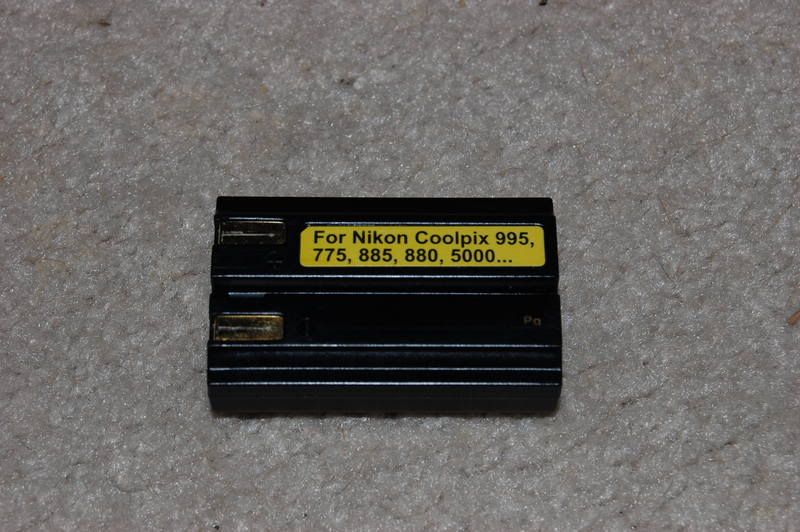 For Nikon Coolpix 995,
775, 885, 880, 5000...